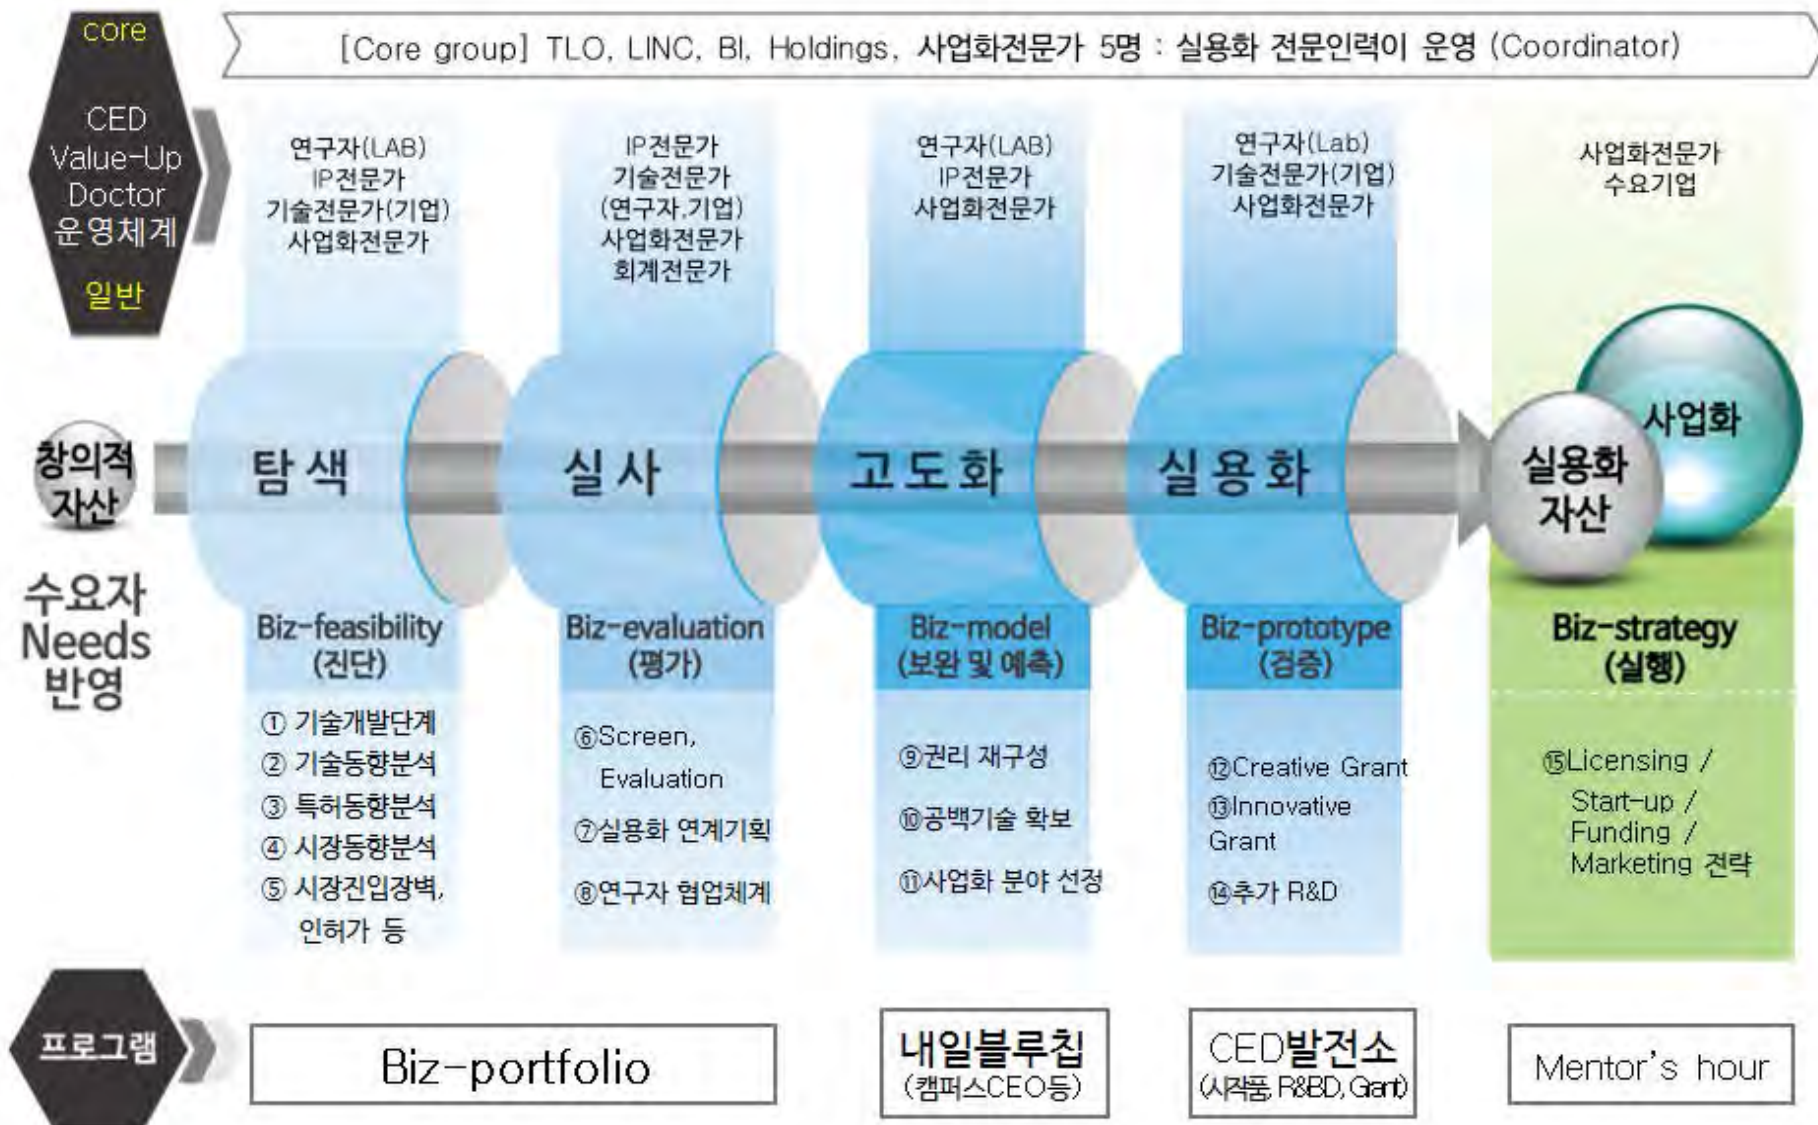 core
CED
Value-Up
Doctor
운영체계
일반
[Core group] TLO, LINC, BI, Holdings, 사업화전문가 5명 : 실용화 전문인력이 운영 (Coordinator)
연구자(LAB)
IP전문가
기술전문가(기업)
사업화전문가
IP전문가
기술전문가
(연구자,기업)
사업화전문가
회계전문가
연구자(LAB)
IP전문가
사업화전문가
연구자(Lab)
기술전문가(기업)
사업화전문가
사업화전문가
수요기업
창의적
자산
탐색
실사
고도화
실용화
실용화
자산
사업화
수요자
Needs
반영
Biz-feasibility
(진단)
① 기술개발단계
② 기술동향분석
③ 특허동향분석
④ 시장동향분석
⑤ 시장진입장벽,
인허가 등
Biz-evaluation
(평가)
⑥Screen,
Evaluation
⑦실용화 연계기획
⑧연구자 협업체계
Biz-model
(보완 및 예측)
⑨권리 재구성
⑩공백기술 확보
⑪사업화 분야 선정
Biz-prototype
(검증)
⑫Creative Grant
⑬Innovative
Grant
⑭추가 R&D
Biz-strategy
(실행)
⑮Licensing /
Start-up /
Funding /
Marketing 전략
프로그램
Biz-portfolio
내일블루칩
(캠퍼스CEO등)
CED발전소
(시작품, R&BD, Grant)
Mentor's hour